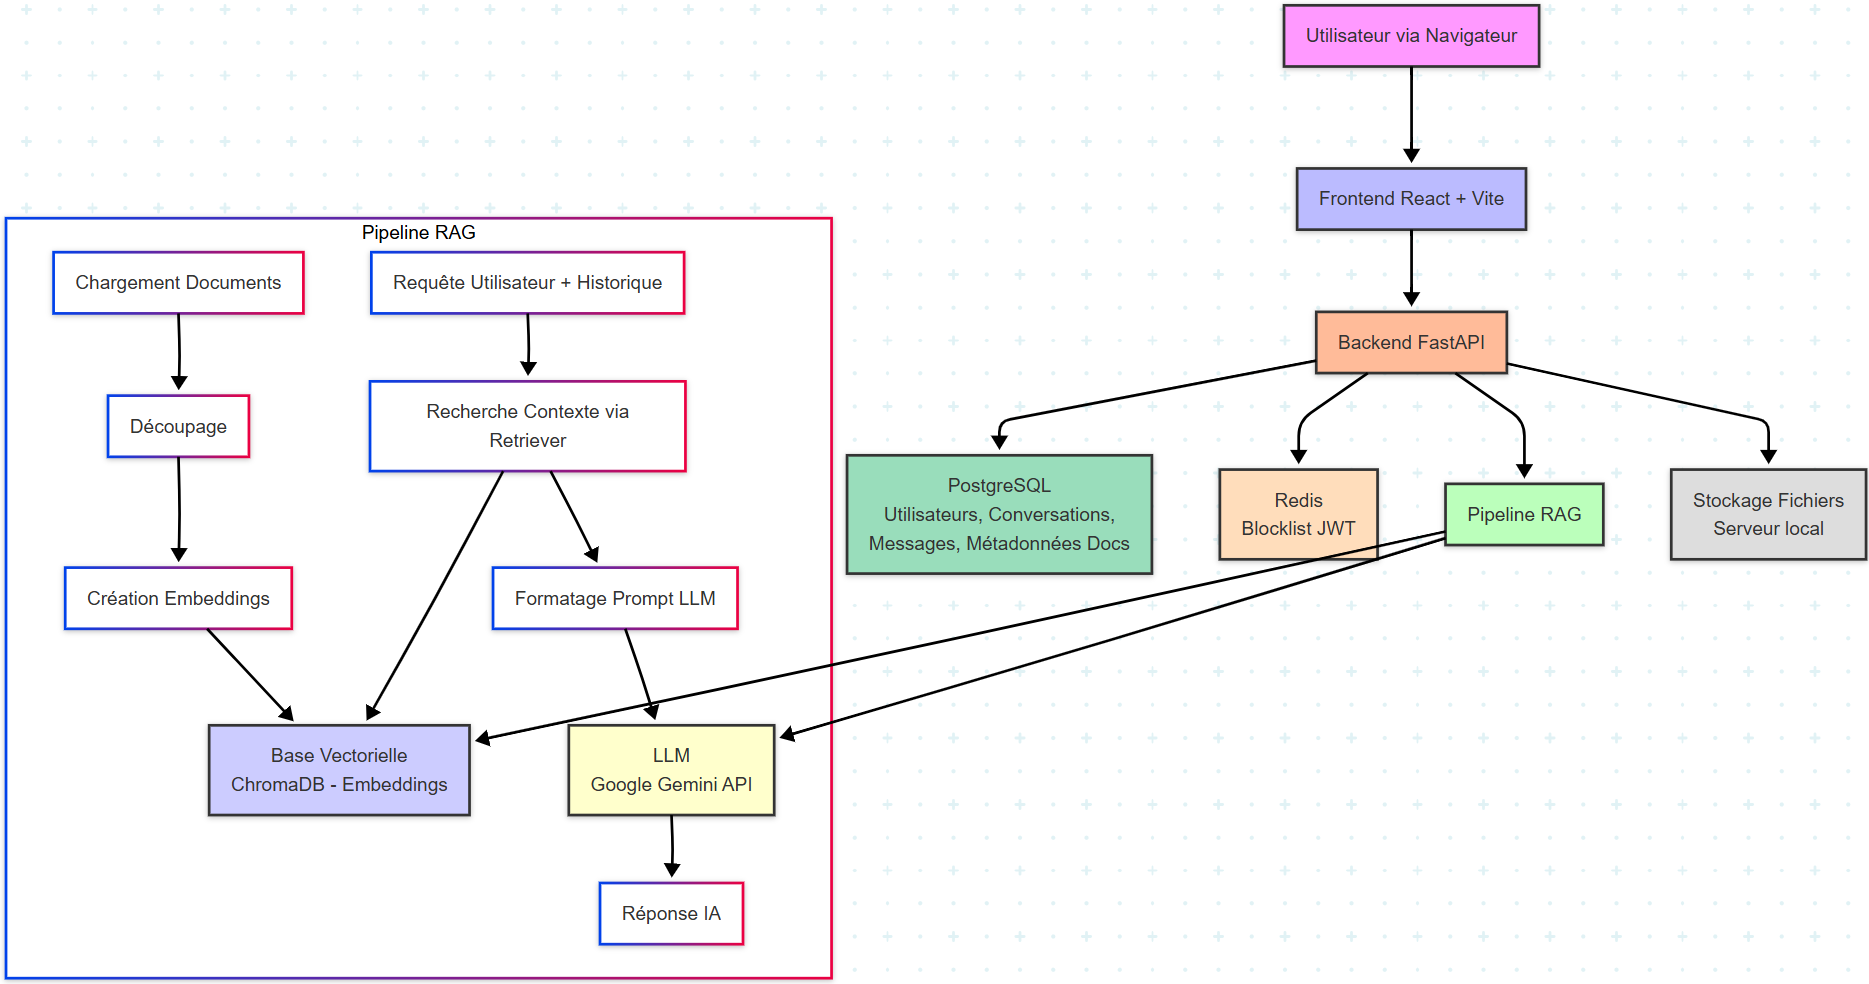 Utilisateur via Navigateur
Frontend React + Vite
Backend FastAPI
PostgreSQL
Utilisateurs, Conversations,
Messages, Métadonnées Docs
Redis
Blocklist JWT
Pipeline RAG
Stockage Fichiers
Serveur local
Pipeline RAG
Chargement Documents
Requête Utilisateur + Historique
Découpage
Recherche Contexte via
Retriever
Création Embeddings
Formatage Prompt LLM
Base Vectorielle
ChromaDB - Embeddings
LLM
Google Gemini API
Réponse IA